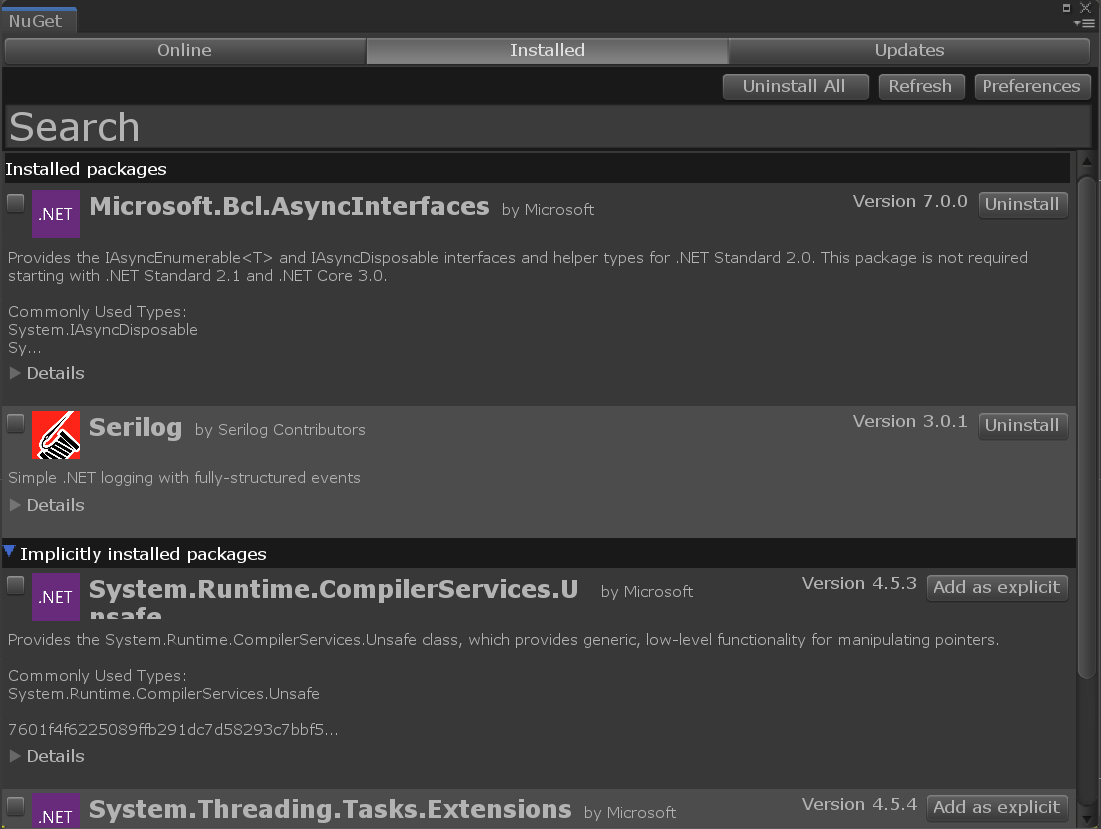 NuGet
Online Installed Updates
Uninstall All Refresh Preferences
Search
Installed packages
.NET Microsoft.Bcl.AsyncInterfaces by Microsoft Version 7.0.0 Uninstall
Provides the IAsyncEnumerable<T> and IAsyncDisposable interfaces and helper types for .NET Standard 2.0. This package is not required
starting with .NET Standard 2.1 and .NET Core 3.0.
Commonly Used Types:
System.IAsyncDisposable
Sy...
Details
Serilog by Serilog Contributors Version 3.0.1 Uninstall
Simple .NET logging with fully-structured events
Details
Implicitly installed packages
.NET System.Runtime.CompilerServices.U by Microsoft Version 4.5.3 Add as explicit
nsafe
Provides the System.Runtime.CompilerServices.Unsafe class, which provides generic, low-level functionality for manipulating pointers.
Commonly Used Types:
System.Runtime.CompilerServices.Unsafe
7601f4f6225089ffb291dc7d58293c7bbf5...
Details
.NET System.Threading.Tasks.Extensions by Microsoft Version 4.5.4 Add as explicit